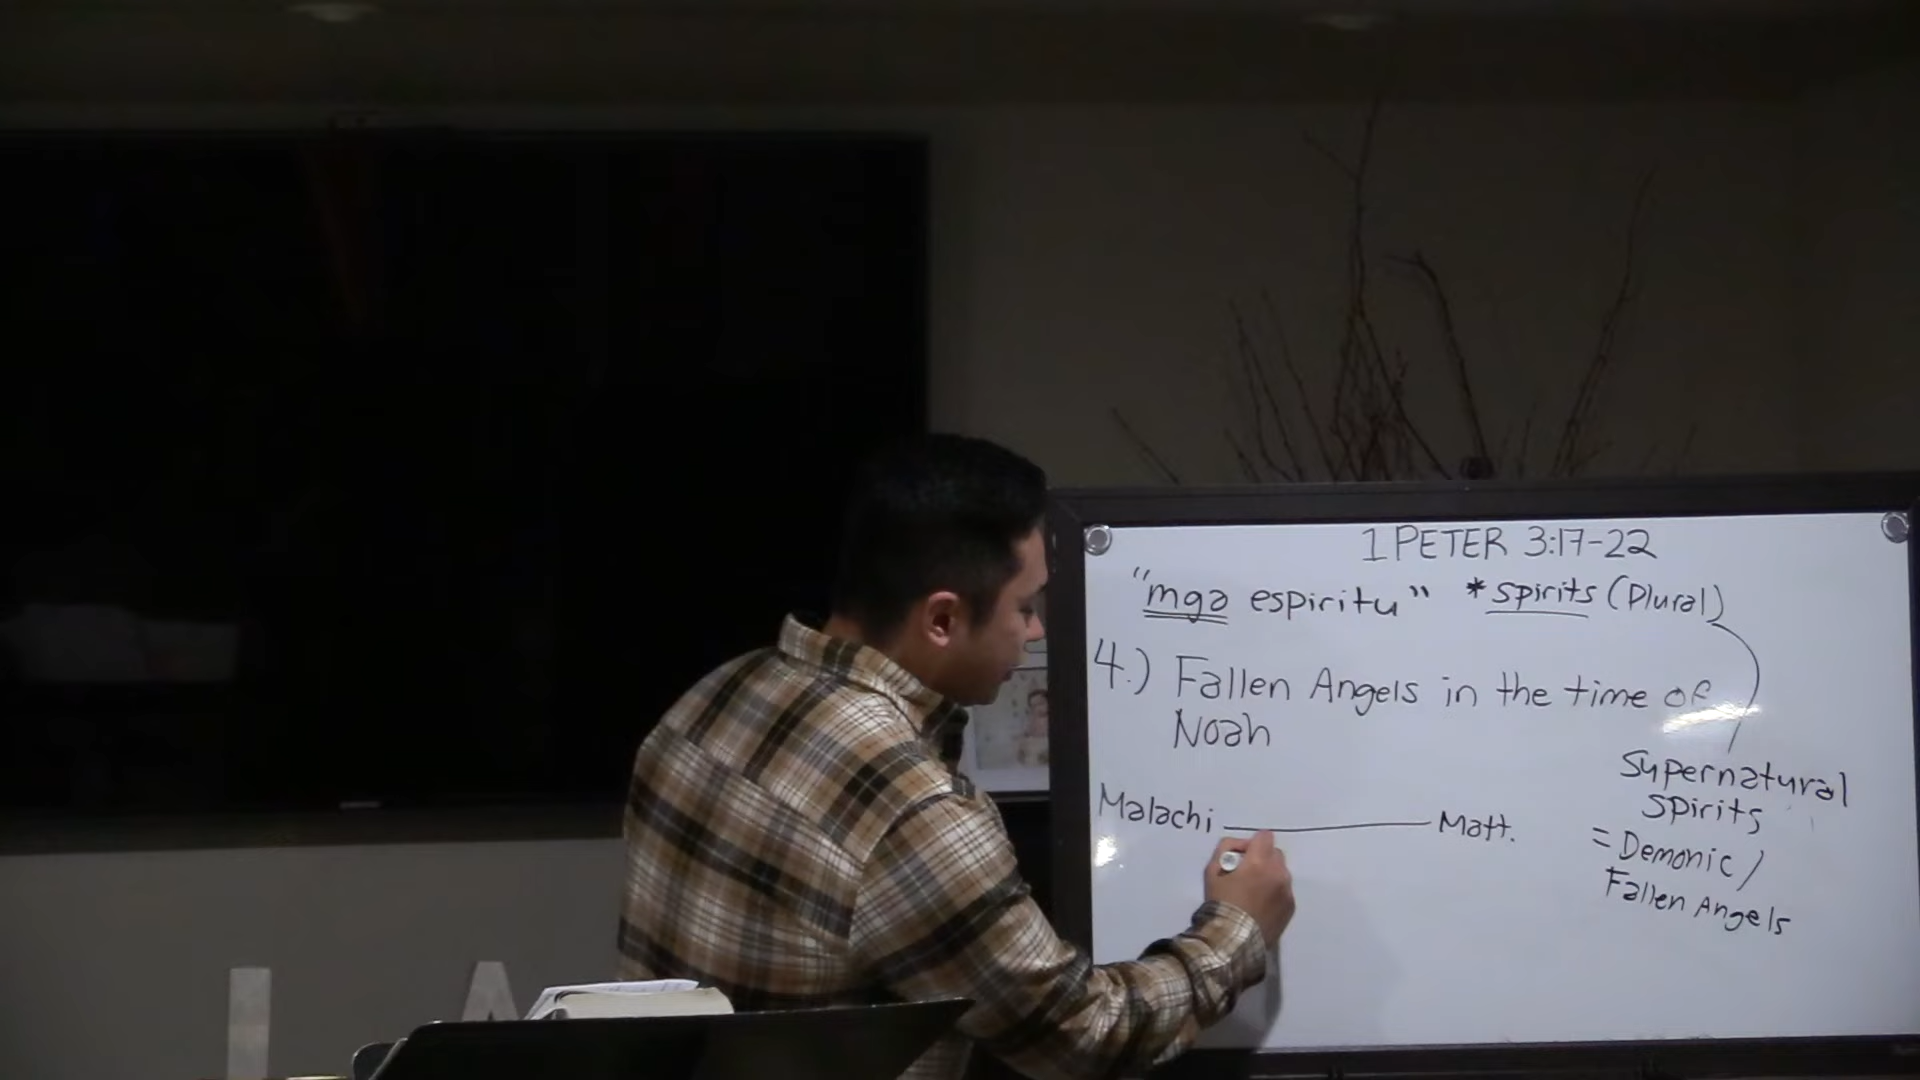 1 PETER 3:17-22
"mga espiritu" *spirits (Plural)
4.) Fallen Angels in the time of
Noah
Supernatural
spirits
= Demonic /
Fallen Angels
Malachi ――― Matt.